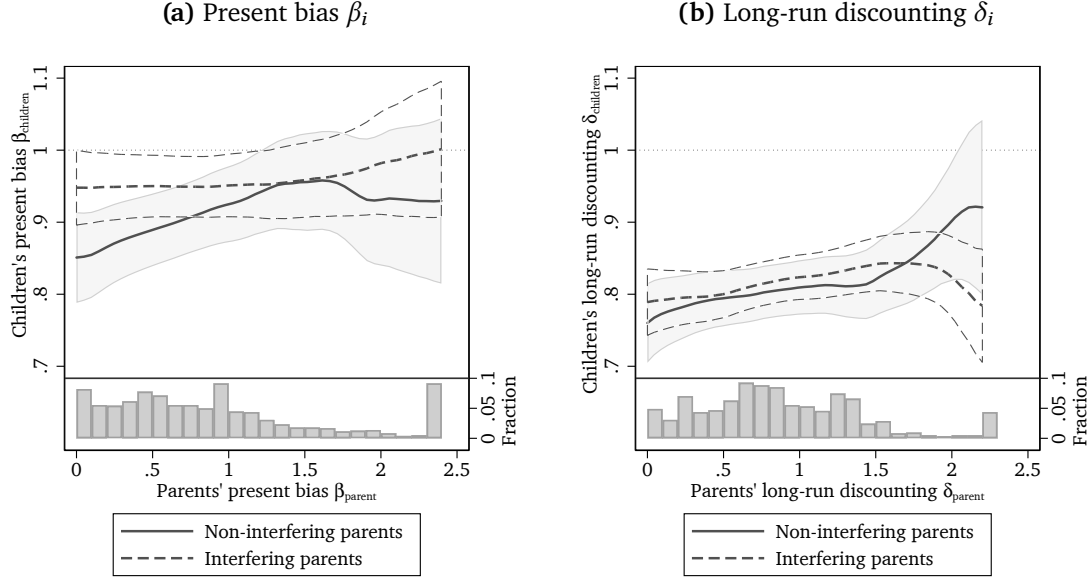 (a) Present bias βi
Children's present bias βchildren
1.1
1
.9
.8
.7
.1
.05
0
Fraction
0 .5 1 1.5 2 2.5
Parents' present bias βparent
Non-interfering parents
Interfering parents
(b) Long-run discounting δi
Children's long-run discounting δchildren
1.1
1
.9
.8
.7
.1
.05
0
Fraction
0 .5 1 1.5 2 2.5
Parents' long-run discounting δparent
Non-interfering parents
Interfering parents